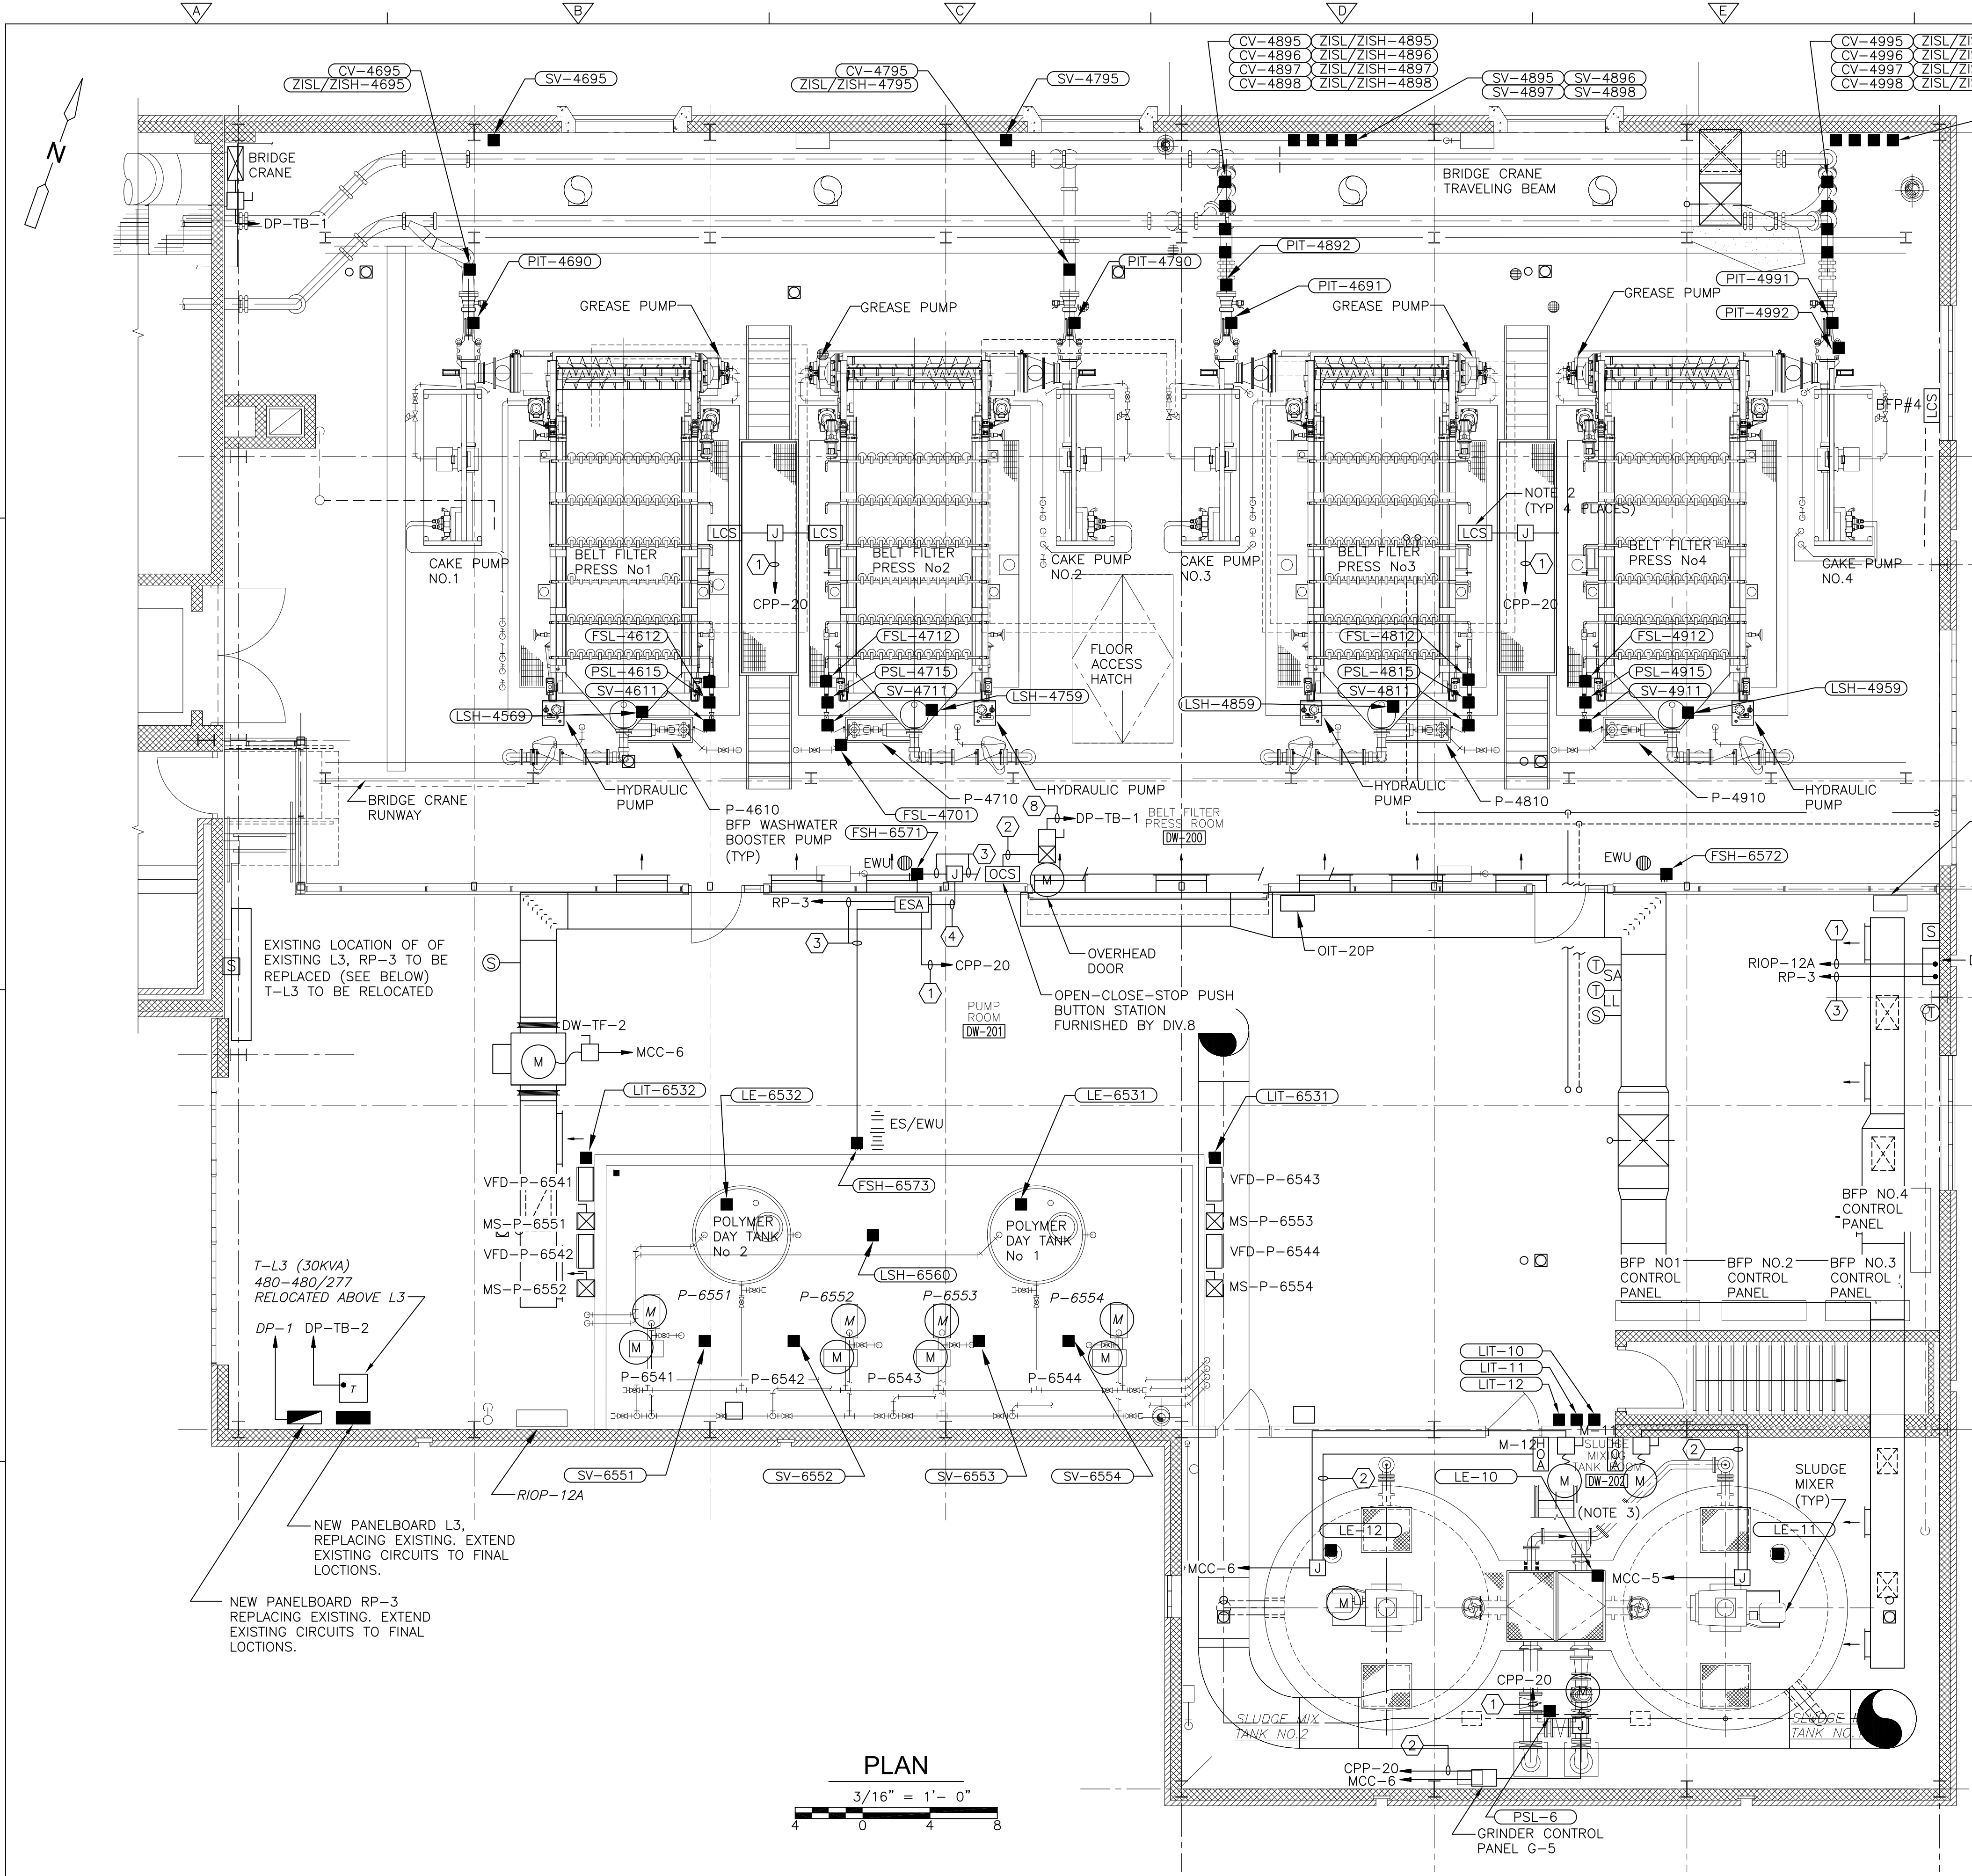 A
B
C
D
E
N
CV-4695
ZISL/ZISH-4695
SV-4695
CV-4795
ZISL/ZISH-4795
SV-4795
CV-4895 ZISL/ZISH-4895
CV-4896 ZISL/ZISH-4896
CV-4897 ZISL/ZISH-4897
CV-4898 ZISL/ZISH-4898
SV-4895 SV-4896
SV-4897 SV-4898
CV-4995
CV-4996
CV-4997
CV-4998
BRIDGE
CRANE
DP-TB-1
BRIDGE CRANE
TRAVELING BEAM
PIT-4690
PIT-4790
PIT-4892
PIT-4691
PIT-4991
PIT-4992
GREASE PUMP
GREASE PUMP
GREASE PUMP
GREASE PUMP
BFP#4
LCS
NOTE 2
(TYP 4 PLACES)
LCS
J
LCS
LCS
J
CAKE PUMP
NO.1
BELT FILTER
PRESS No1
1
CPP-20
BELT FILTER
PRESS No2
CAKE PUMP
NO.2
CAKE PUMP
NO.3
BELT FILTER
PRESS No3
1
CPP-20
BELT FILTER
PRESS No4
CAKE PUMP
NO.4
FSL-4612
PSL-4615
SV-4611
FSL-4712
PSL-4715
SV-4711
FLOOR
ACCESS
HATCH
FSL-4812
PSL-4815
SV-4811
FSL-4912
PSL-4915
SV-4911
LSH-4569
LSH-4759
LSH-4859
LSH-4959
BRIDGE CRANE
RUNWAY
HYDRAULIC
PUMP
P-4610
BFP WASHWATER
BOOSTER PUMP
(TYP)
P-4710
FSL-4701
HYDRAULIC PUMP
HYDRAULIC
PUMP
P-4810
P-4910
HYDRAULIC
PUMP
8
DP-TB-1
BELT FILTER
PRESS ROOM
DW-200
FSH-6571
EWU
3
2
J
OCS
M
EWU
FSH-6572
RP-3
ESA
3
4
CPP-20
1
OVERHEAD
DOOR
OPEN-CLOSE-STOP PUSH
BUTTON STATION
FURNISHED BY DIV.8
OIT-20P
EXISTING LOCATION OF OF
EXISTING L3, RP-3 TO BE
REPLACED (SEE BELOW)
T-L3 TO BE RELOCATED
S
S
PUMP
ROOM
DW-201
T
SA
T
LL
S
1
RIOP-12A
RP-3
3
S
T
DW-TF-2
M
MCC-6
LIT-6532
LE-6532
ES/EWU
LE-6531
LIT-6531
FSH-6573
VFD-P-6541
MS-P-6551
VFD-P-6542
MS-P-6552
VFD-P-6543
MS-P-6553
VFD-P-6544
MS-P-6554
POLYMER
DAY TANK
No 2
POLYMER
DAY TANK
No 1
LSH-6560
P-6551
P-6552
P-6553
P-6554
M
M
M
M
M
M
M
M
P-6541
P-6542
P-6543
P-6544
BFP NO.4
CONTROL
PANEL
BFP NO1
CONTROL
PANEL
BFP NO.2
CONTROL
PANEL
BFP NO.3
CONTROL
PANEL
T-L3 (30KVA)
480-480/277
RELOCATED ABOVE L3
DP-1 DP-TB-2
T
LIT-10
LIT-11
LIT-12
SV-6551
SV-6552
SV-6553
SV-6554
RIOP-12A
NEW PANELBOARD L3,
REPLACING EXISTING. EXTEND
EXISTING CIRCUITS TO FINAL
LOCTIONS.
NEW PANELBOARD RP-3
REPLACING EXISTING. EXTEND
EXISTING CIRCUITS TO FINAL
LOCTIONS.
M-11
M-12
HOA
HOA
SLUDGE
MIXING
TANK ROOM
DW-202
M
M
2
2
LE-10
(NOTE 3)
SLUDGE
MIXER
(TYP)
LE-12
LE-11
MCC-6
J
MCC-5
J
M
CPP-20
1
M
J
SLUDGE MIX
TANK NO.2
2
CPP-20
MCC-6
PSL-6
GRINDER CONTROL
PANEL G-5
PLAN
3/16" = 1'- 0"
4 0 4 8